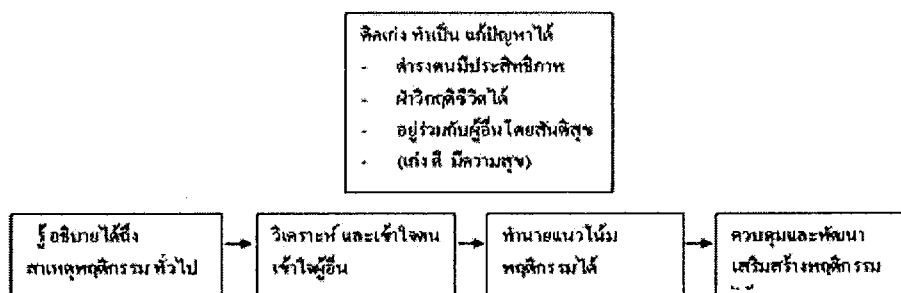 คิดเก่ง ทำเป็น แก้ปัญหาได้
- ดำรงตนมีประสิทธิภาพ
- ฝ่าวิกฤติชีวิตได้
- อยู่ร่วมกับผู้อื่นโดยสันติสุข
- (เก่ง ดี มีความสุข)
รู้ อธิบายได้ถึง
สาเหตุพฤติกรรม ทั่วไป
วิเคราะห์ และเข้าใจตน
เข้าใจผู้อื่น
ทำนายแนวโน้ม
พฤติกรรมได้
ควบคุมและพัฒนา
เสริมสร้างพฤติกรรม